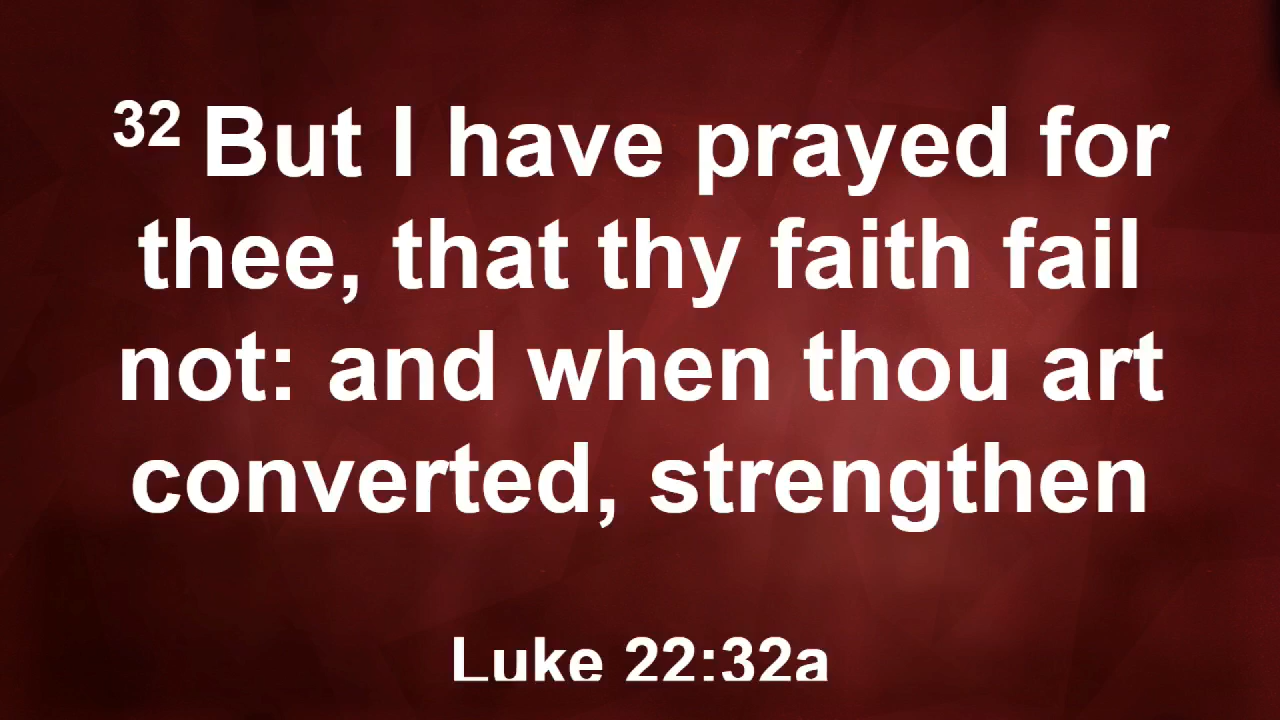 32 But I have prayed for
thee, that thy faith fail
not: and when thou art
converted, strengthen
Luke 22:32a